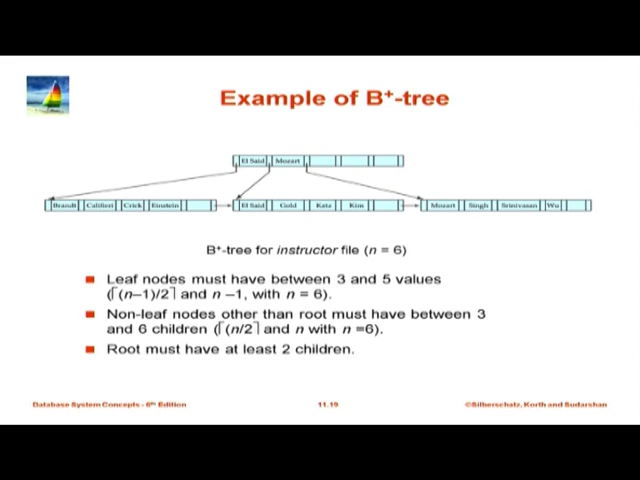 Example of B⁺-tree
El Said Mozart
Brandt Califieri Crick Einstein El Said Gold Katz Kim Mozart Singh Srinivasan Wu
B⁺-tree for instructor file (n = 6)
Leaf nodes must have between 3 and 5 values
(⌈(n–1)/2⌉ and n –1, with n = 6).
Non-leaf nodes other than root must have between 3
and 6 children (⌈(n/2⌉ and n with n =6).
Root must have at least 2 children.
Database System Concepts - 6th Edition 11.19 ©Silberschatz, Korth and Sudarshan